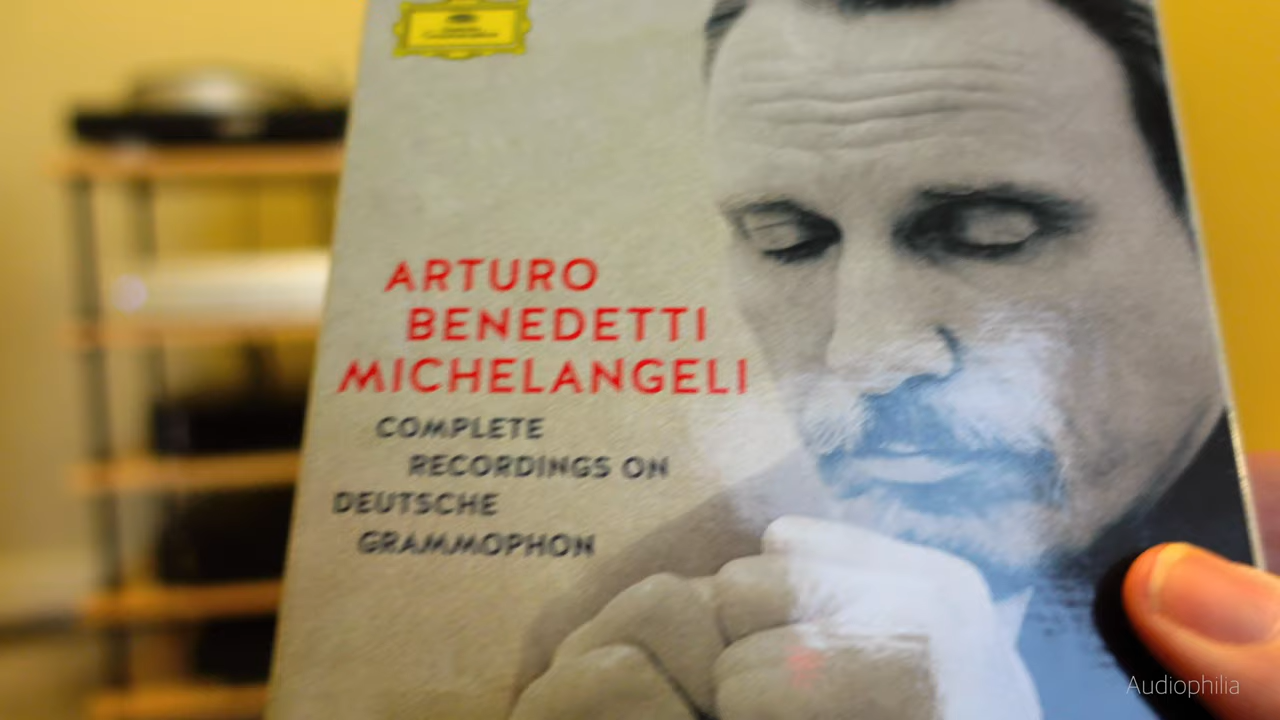 ARTURO
BENEDETTI
MICHELANGELI
COMPLETE
RECORDINGS ON
DEUTSCHE
GRAMMOPHON
Audiophilia